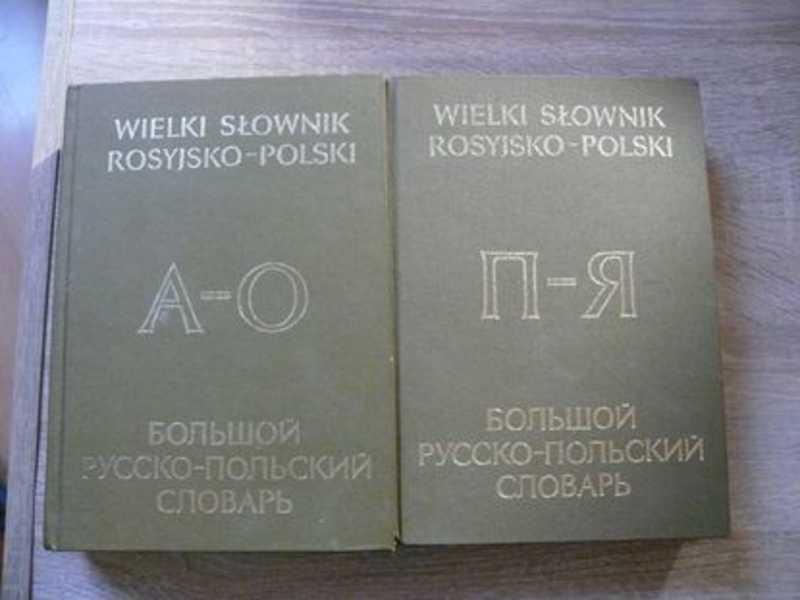 WIELKI SŁOWNIK
ROSYJSKO-POLSKI
А-О
БОЛЬШОЙ
РУССКО-ПОЛЬСКИЙ
СЛОВАРЬ
WIELKI SŁOWNIK
ROSYJSKO-POLSKI
П-Я
БОЛЬШОЙ
РУССКО-ПОЛЬСКИЙ
СЛОВАРЬ